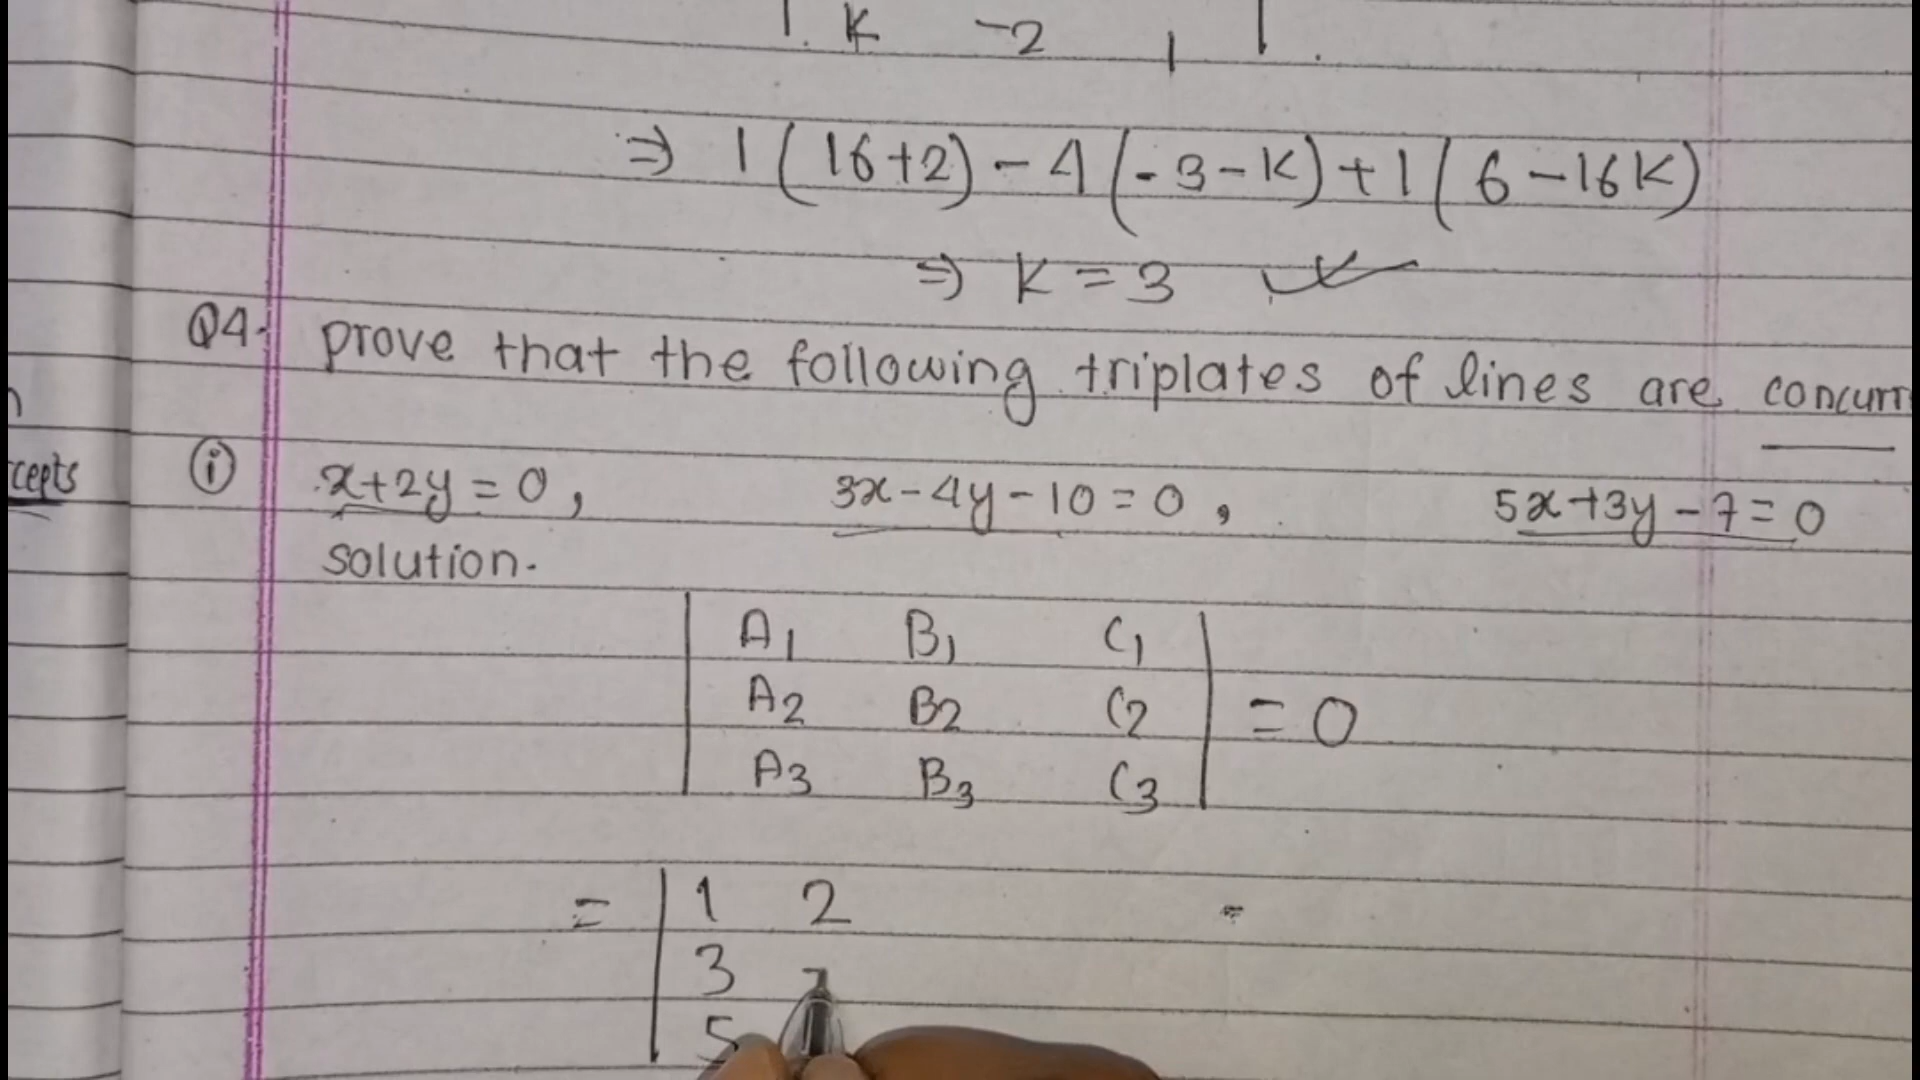 K -2 1
⇒ 1(16+2)-4(-3-K)+1(6-16K)
⇒ K=3
Q4. prove that the following triplates of lines are concurr
cepts
(i) x+2y=0, 3x-4y-10=0, 5x+3y-7=0
solution.
| A1 B1 C1 |
| A2 B2 C2 | = 0
| A3 B3 C3 |
= | 1 2
3 -
5